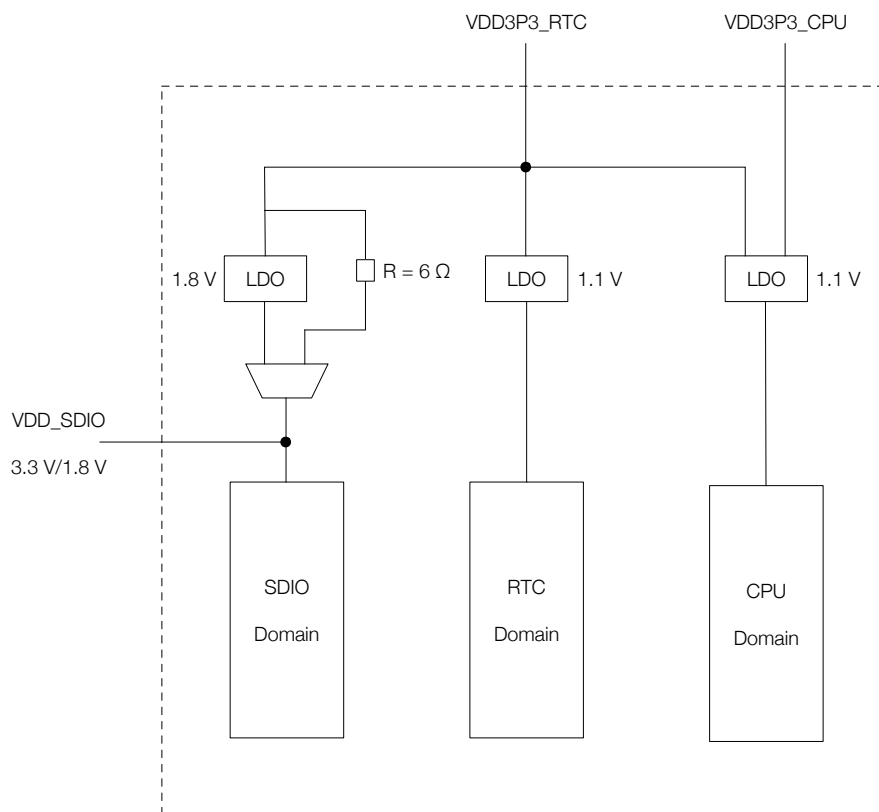 VDD3P3_RTC
VDD3P3_CPU
1.8 V
LDO
R = 6 Ω
LDO
1.1 V
LDO
1.1 V
VDD_SDIO
3.3 V/1.8 V
SDIO
Domain
RTC
Domain
CPU
Domain